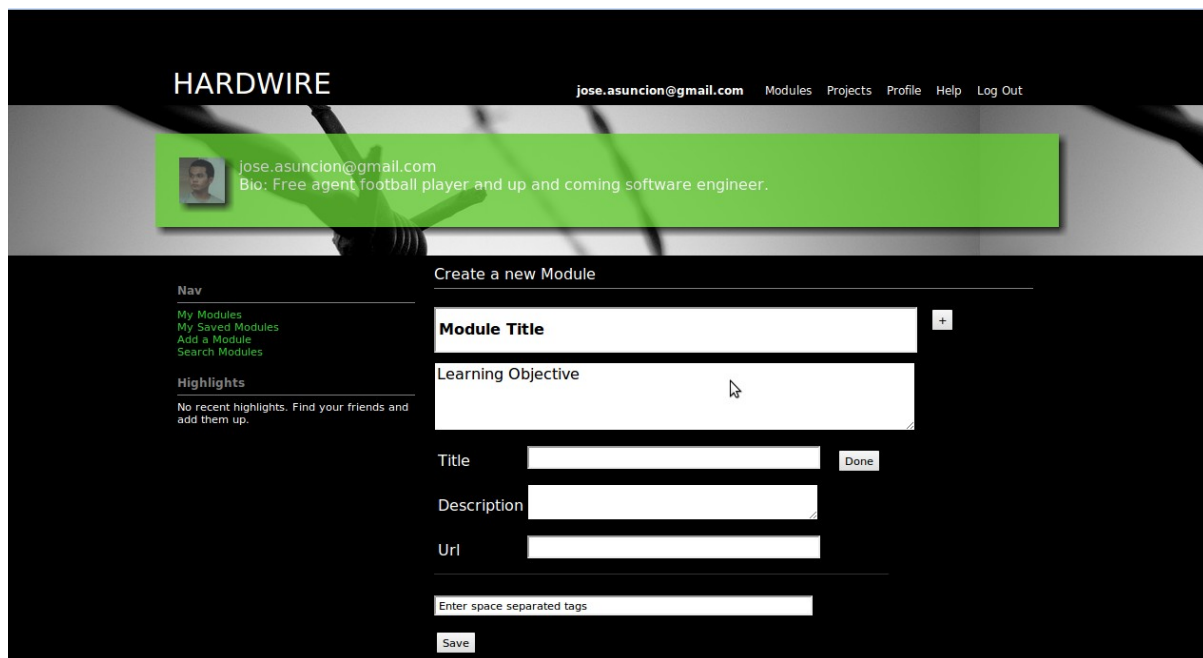 HARDWIRE
jose.asuncion@gmail.com Modules Projects Profile Help Log Out
jose.asuncion@gmail.com
Bio: Free agent football player and up and coming software engineer.
Nav
My Modules
My Saved Modules
Add a Module
Search Modules
Highlights
No recent highlights. Find your friends and
add them up.
Create a new Module
Module Title
+
Learning Objective
Title
Done
Description
Url
Enter space separated tags
Save